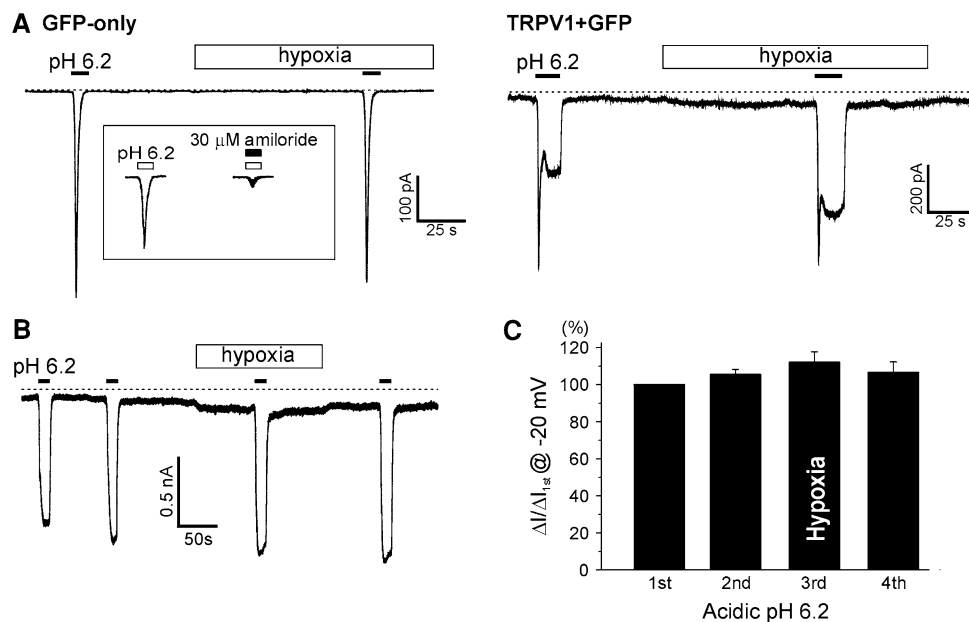 A GFP-only
pH 6.2
hypoxia
30 μM amiloride
pH 6.2
100 pA
25 s
TRPV1+GFP
pH 6.2
hypoxia
200 pA
25 s
B
pH 6.2
hypoxia
0.5 nA
50s
C
(%)
120
100
80
60
40
20
0
ΔI/ΔI1st @ -20 mV
Hypoxia
1st 2nd 3rd 4th
Acidic pH 6.2